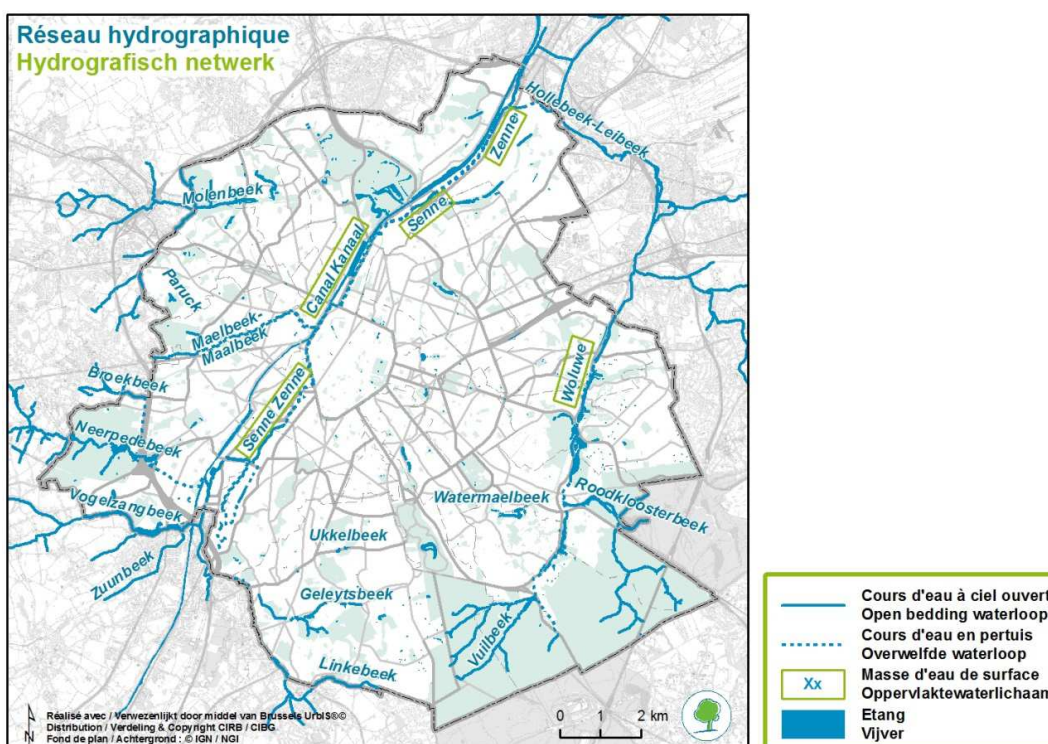 Réseau hydrographique
Hydrografisch netwerk
Hollebeek-Leibeek
Zenne
Molenbeek
Senne
Canal Kanaal
Paruck
Maelbeek-
Maalbeek
Woluwe
Broekbeek
Senne Zenne
Neerpedebeek
Watermaelbeek
Roodkloosterbeek
Vogelzangbeek
Ukkelbeek
Zuunbeek
Geleytsbeek
Vuilbeek
Linkebeek
N
Réalisé avec / Verwezenlijkt door middel van Brussels UrbIS®©
Distribution / Verdeling & Copyright CIRB / CIBG
Fond de plan / Achtergrond : © IGN / NGI
0 1 2 km
Cours d'eau à ciel ouvert
Open bedding waterloop
Cours d'eau en pertuis
Overwelfde waterloop
Xx
Masse d'eau de surface
Oppervlaktewaterlichaam
Etang
Vijver